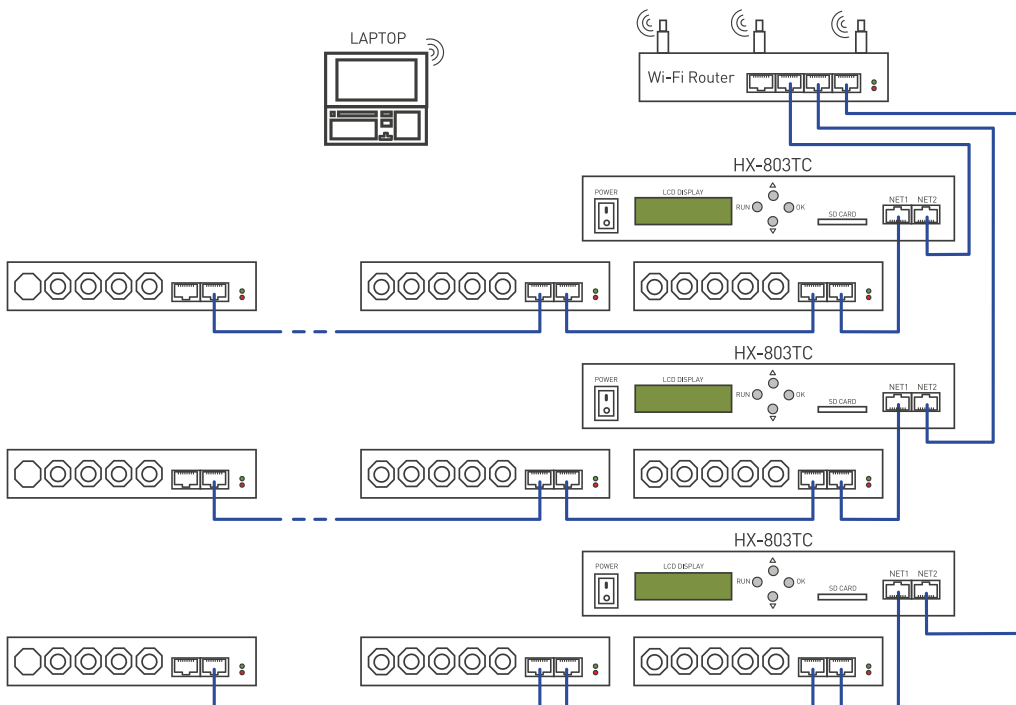 LAPTOP
Wi-Fi Router
HX-803TC
POWER
LCD DISPLAY
RUN
OK
SD CARD
NET1
NET2
HX-803TC
POWER
LCD DISPLAY
RUN
OK
SD CARD
NET1
NET2
HX-803TC
POWER
LCD DISPLAY
RUN
OK
SD CARD
NET1
NET2